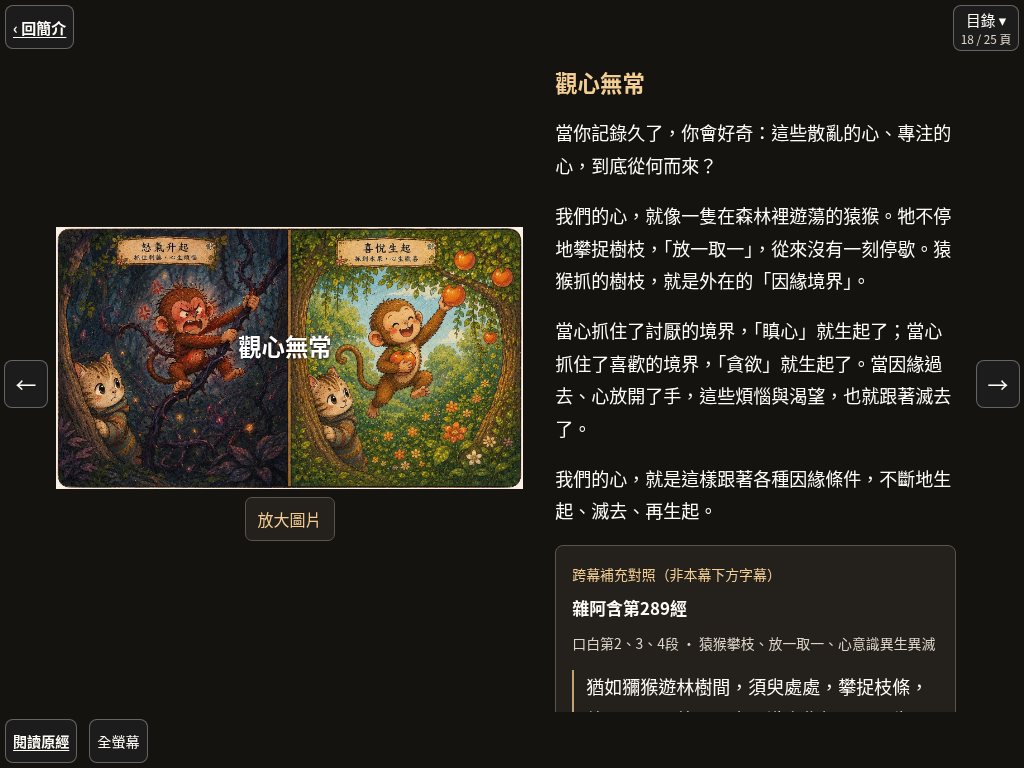 ‹ 回簡介
目錄 ▾
18 / 25 頁
觀心無常
當你記錄久了，你會好奇：這些散亂的心、專注的
心，到底從何而來？
我們的心，就像一隻在森林裡遊蕩的猿猴。牠不停
地攀捉樹枝，「放一取一」，從來沒有一刻停歇。猿
猴抓的樹枝，就是外在的「因緣境界」。
當心抓住了討厭的境界，「瞋心」就生起了；當心
抓住了喜歡的境界，「貪欲」就生起了。當因緣過
去、心放開了手，這些煩惱與渴望，也就跟著滅去
了。
我們的心，就是這樣跟著各種因緣條件，不斷地生
起、滅去、再生起。
怒氣升起
喜悅生起
觀心無常
←
→
放大圖片
跨幕補充對照（非本幕下方字幕）
雜阿含第289經
口白第2、3、4段 · 猿猴攀枝、放一取一、心意識異生異滅
猶如獼猴遊林樹間，須臾處處，攀捉枝條，
閱讀原經
全螢幕